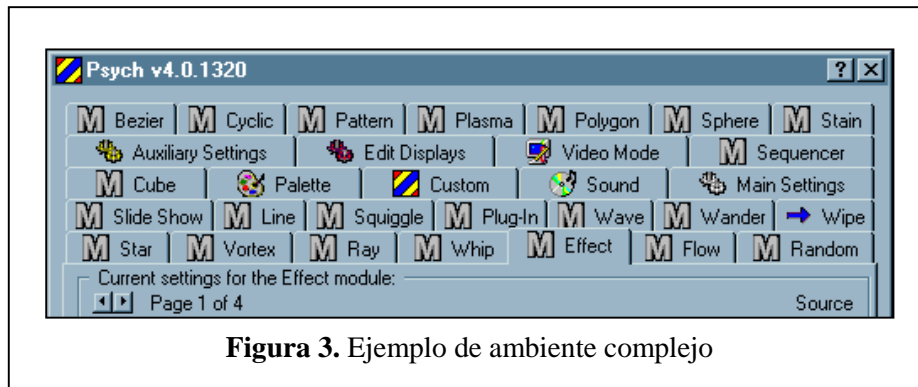 Psych v4.0.1320
Bezier Cyclic Pattern Plasma Polygon Sphere Stain
Auxiliary Settings Edit Displays Video Mode Sequencer
Cube Palette Custom Sound Main Settings
Slide Show Line Squiggle Plug-In Wave Wander Wipe
Star Vortex Ray Whip Effect Flow Random
Current settings for the Effect module:
Page 1 of 4 Source
Figura 3. Ejemplo de ambiente complejo